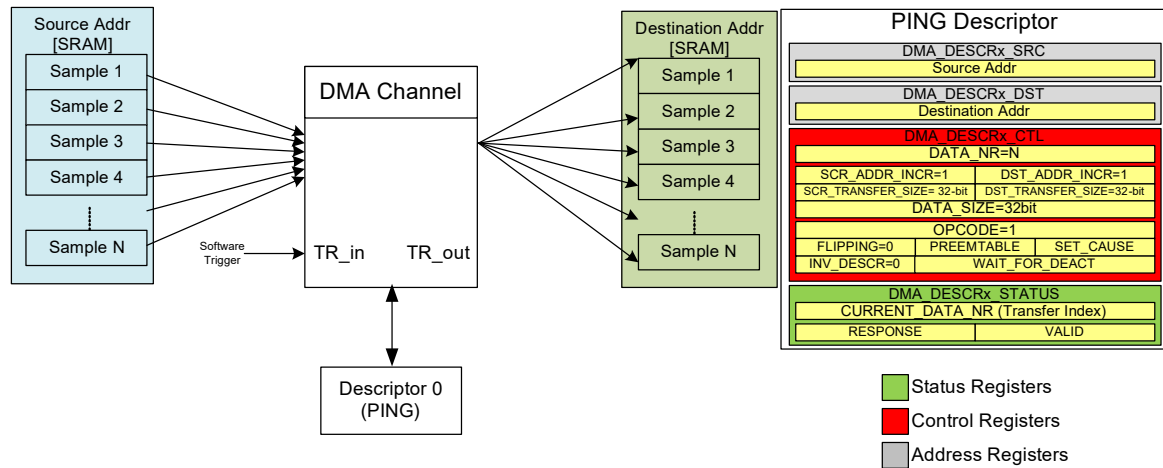 Source Addr
[SRAM]
Sample 1
Sample 2
Sample 3
Sample 4
Sample N
DMA Channel
Software
Trigger
TR_in
TR_out
Descriptor 0
(PING)
Destination Addr
[SRAM]
Sample 1
Sample 2
Sample 3
Sample 4
Sample N
PING Descriptor
DMA_DESCRx_SRC
Source Addr
DMA_DESCRx_DST
Destination Addr
DMA_DESCRx_CTL
DATA_NR=N
SCR_ADDR_INCR=1
DST_ADDR_INCR=1
SCR_TRANSFER_SIZE= 32-bit
DST_TRANSFER_SIZE=32-bit
DATA_SIZE=32bit
OPCODE=1
FLIPPING=0
PREEMTABLE
SET_CAUSE
INV_DESCR=0
WAIT_FOR_DEACT
DMA_DESCRx_STATUS
CURRENT_DATA_NR (Transfer Index)
RESPONSE
VALID
Status Registers
Control Registers
Address Registers